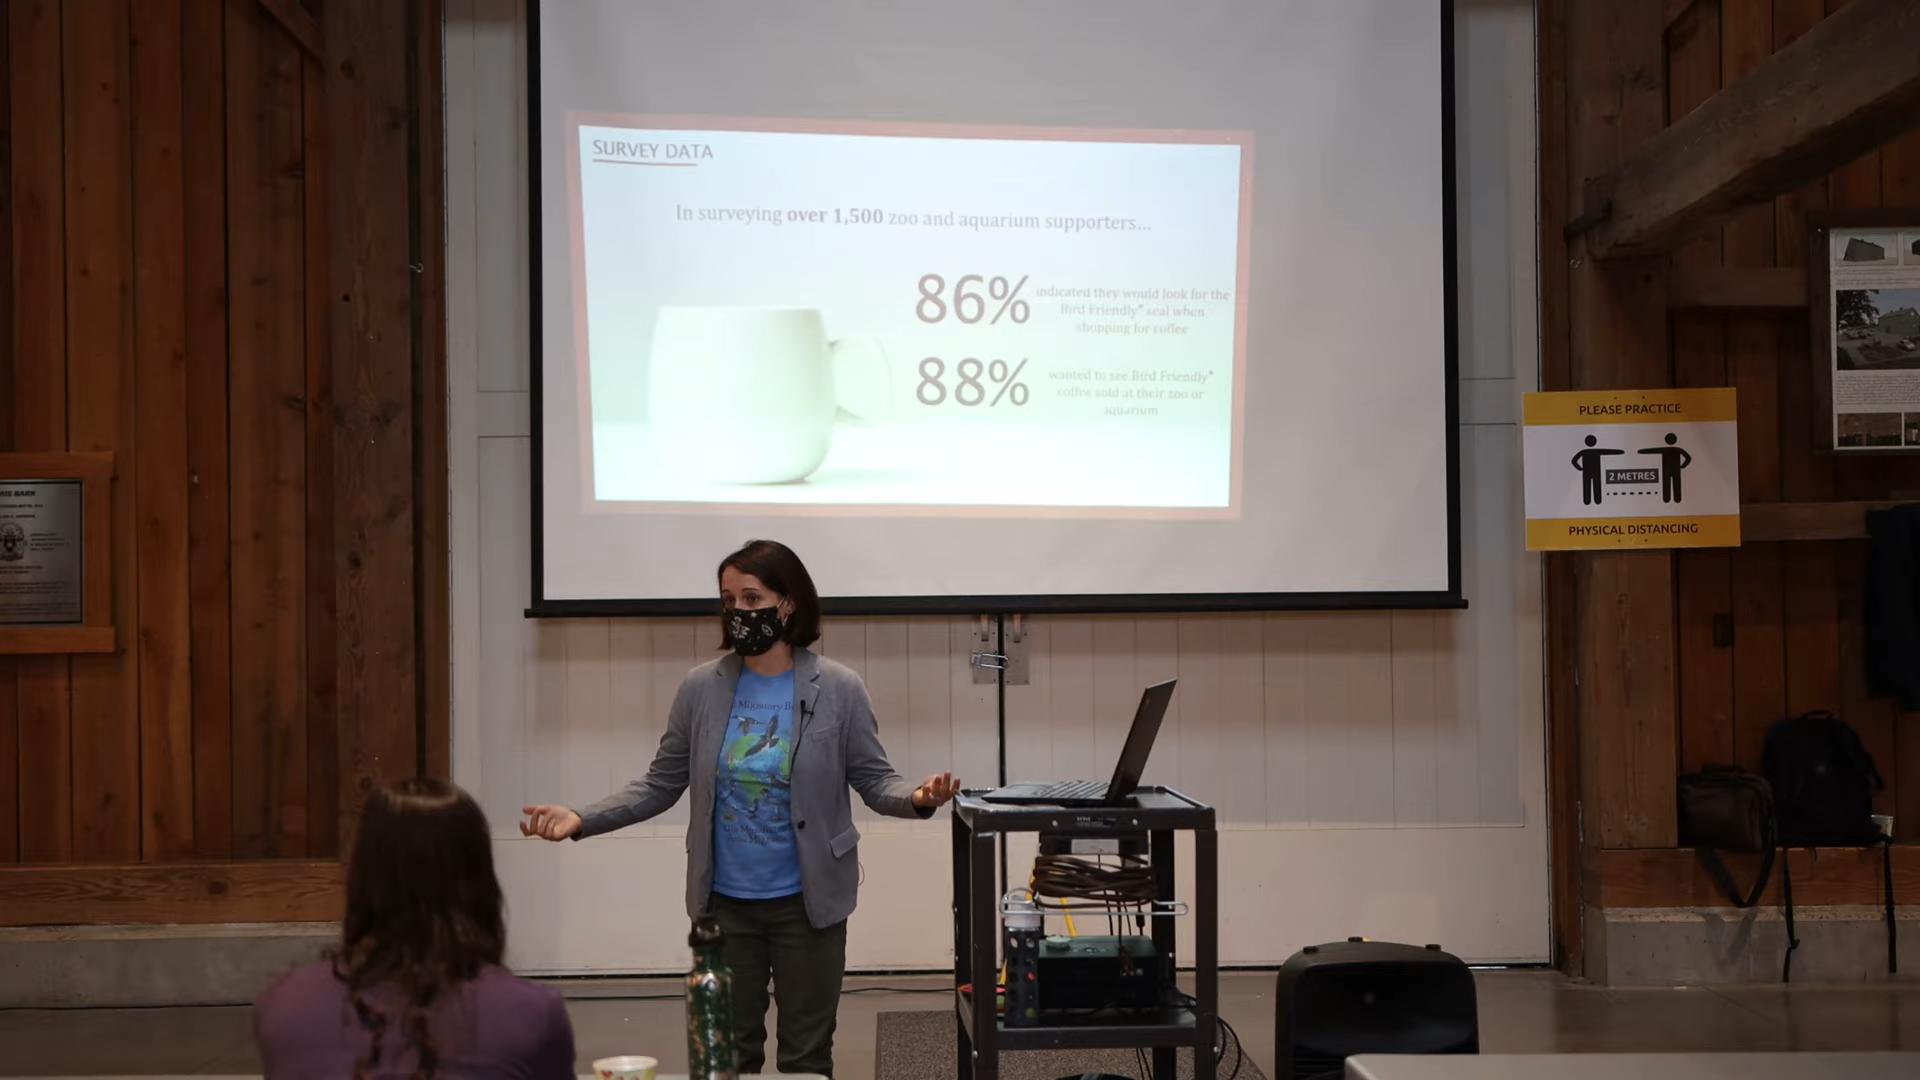 SURVEY DATA
In surveying over 1,500 zoo and aquarium supporters...
86%
indicated they would look for the
Bird Friendly® seal when
shopping for coffee
88%
wanted to see Bird Friendly®
coffee sold at their zoo or
aquarium
PLEASE PRACTICE
2 METRES
PHYSICAL DISTANCING
BARN
Migratory